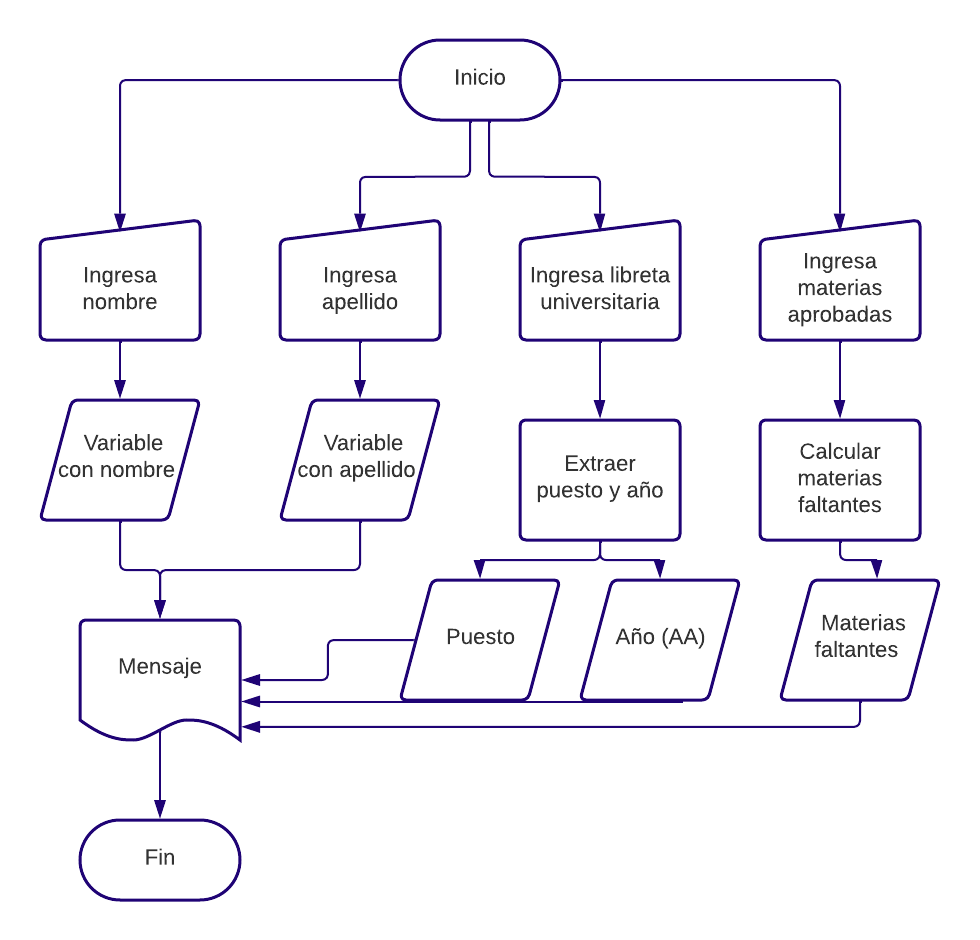 Inicio
Ingresa
nombre
Ingresa
apellido
Ingresa libreta
universitaria
Ingresa
materias
aprobadas
Variable
con nombre
Variable
con apellido
Extraer
puesto y año
Calcular
materias
faltantes
Mensaje
Puesto
Año (AA)
Materias
faltantes
Fin